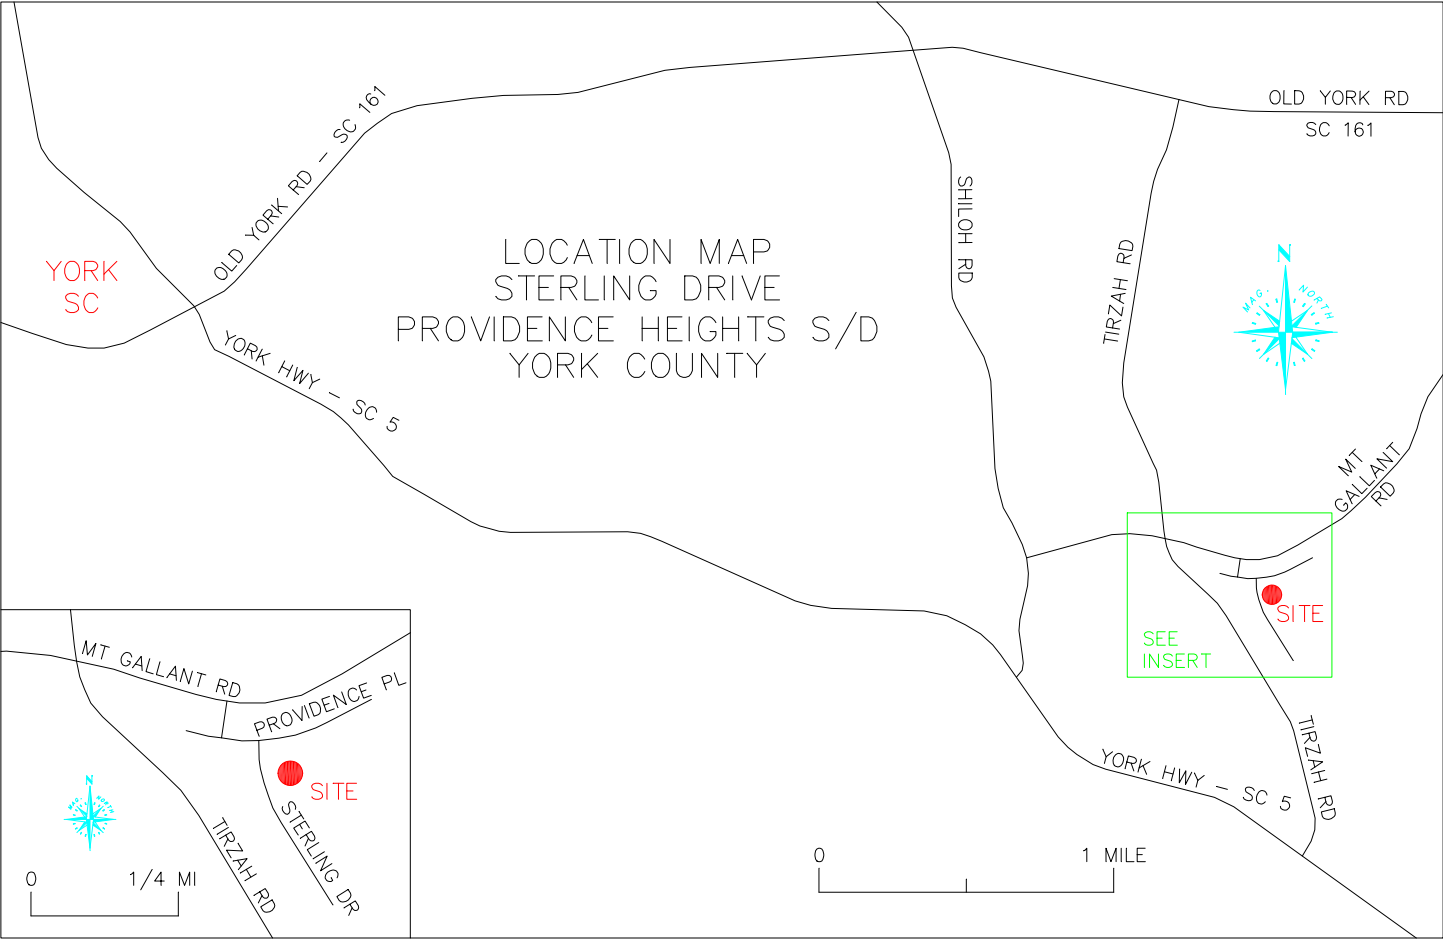 OLD YORK RD
SC 161
OLD YORK RD - SC 161
SHILOH RD
TIRZAH RD
N
MAG. NORTH
LOCATION MAP
STERLING DRIVE
PROVIDENCE HEIGHTS S/D
YORK COUNTY
YORK
SC
YORK HWY - SC 5
MT
GALLANT
RD
SITE
SEE
INSERT
TIRZAH RD
YORK HWY - SC 5
0 1 MILE
MT GALLANT RD
PROVIDENCE PL
SITE
STERLING DR
TIRZAH RD
N
MAG. NORTH
0 1/4 MI